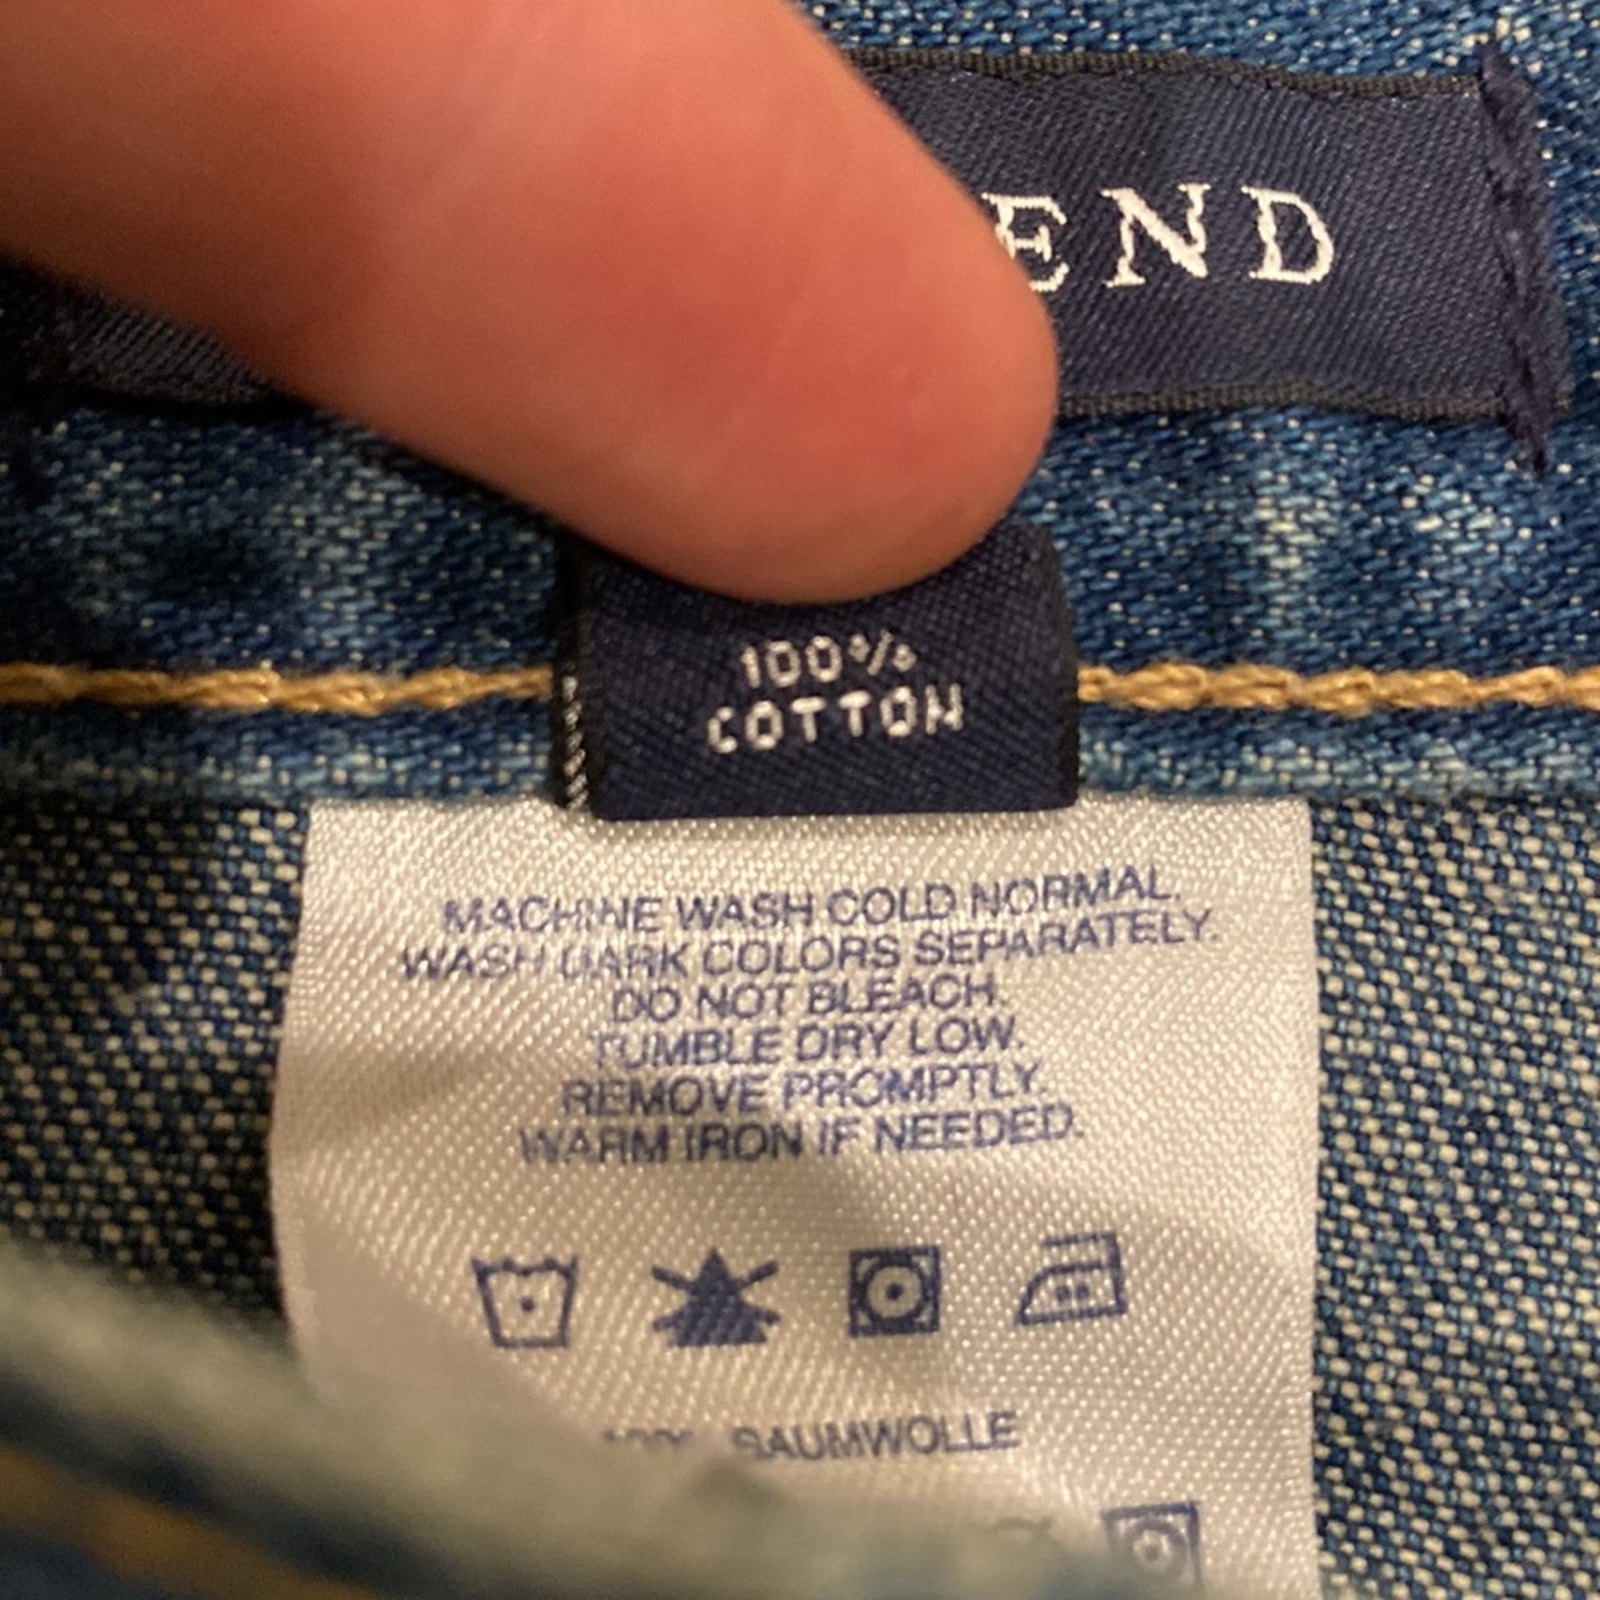 END
100%
COTTON
MACHINE WASH COLD NORMAL.
WASH DARK COLORS SEPARATELY.
DO NOT BLEACH.
TUMBLE DRY LOW.
REMOVE PROMPTLY.
WARM IRON IF NEEDED.
BAUMWOLLE